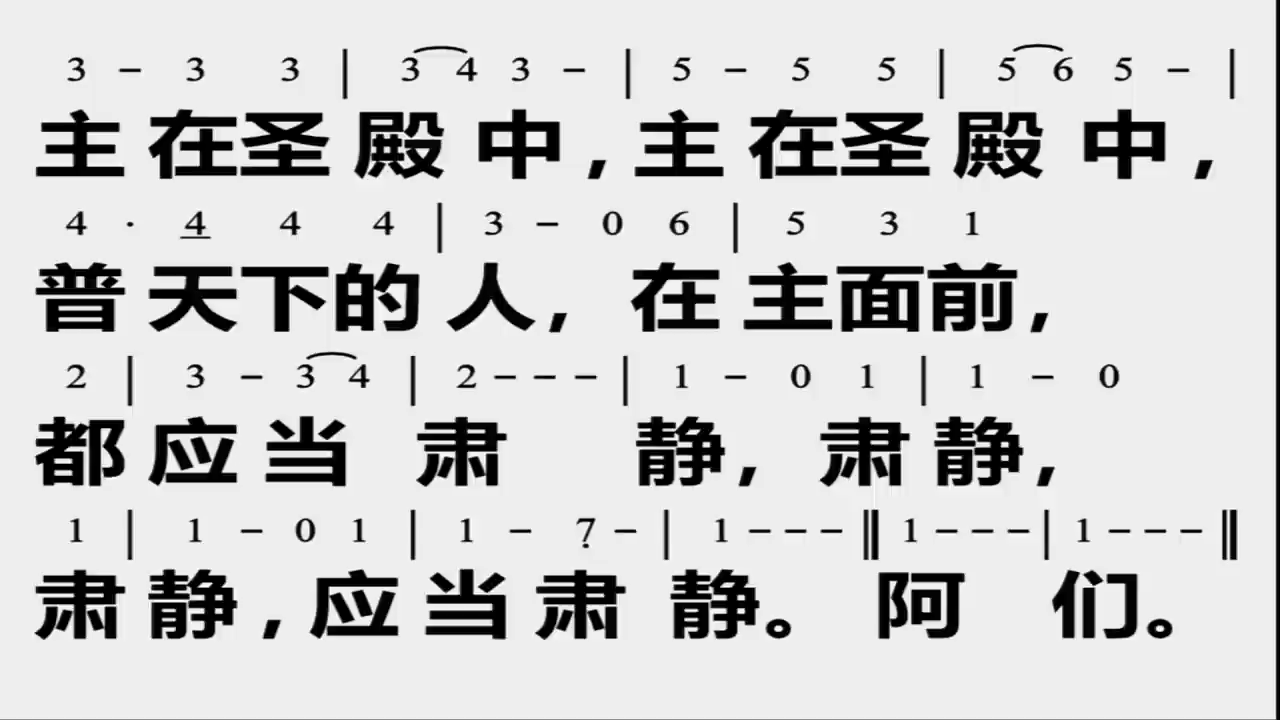 3 – 3 3 | 3 4 3 – | 5 – 5 5 | 5 6 5 – |
主在圣殿中，主在圣殿中，
4 · 4 4 4 | 3 – 0 6 | 5 3 1
普天下的人，在主面前，
2 | 3 – 3 4 | 2 – – – | 1 – 0 1 | 1 – 0
都应当肃静，肃静，
1 | 1 – 0 1 | 1 – 7̣ – | 1 – – – ‖ 1 – – – | 1 – – – ‖
肃静，应当肃静。阿们。